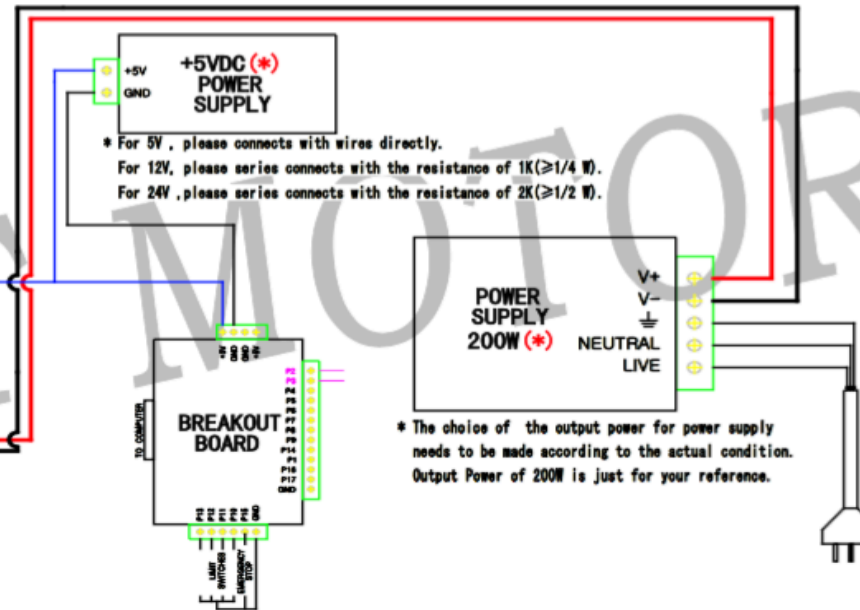 +5V
GND
+5VDC(*)
POWER
SUPPLY
* For 5V , please connects with wires directly.
For 12V, please series connects with the resistance of 1K(≥1/4 W).
For 24V ,please series connects with the resistance of 2K(≥1/2 W).
MOTOR
POWER
SUPPLY
200W(*)
V+
V-
NEUTRAL
LIVE
* The choice of the output power for power supply
needs to be made according to the actual condition.
Output Power of 200W is just for your reference.
+5V
GND
GND
+5V
TO COMPUTER
BREAKOUT
BOARD
P2
P3
P4
P5
P6
P7
P8
P9
P14
P1
P16
P17
GND
P13
P12
P11
P10
P15
GND
LIMIT
SWITCHES
EMERGENCY
STOP